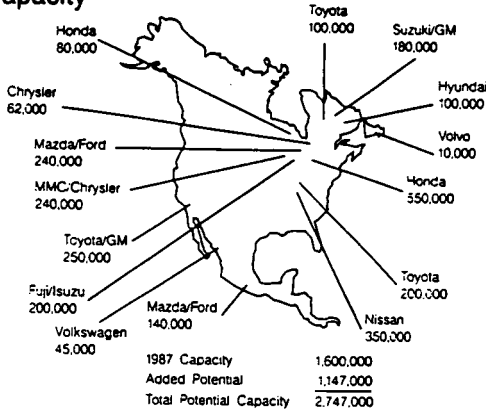 apacity
Toyota
100,000
Honda
80,000
Suzuki/GM
180,000
Chrysler
62,000
Hyundai
100,000
Mazda/Ford
240,000
Volvo
10,000
MMC/Chrysler
240,000
Honda
550,000
Toyota/GM
250,000
Fuji/Isuzu
200,000
Toyota
200,000
Mazda/Ford
140,000
Volkswagen
45,000
Nissan
350,000
1987 Capacity 1,600,000
Added Potential 1,147,000
Total Potential Capacity 2,747,000